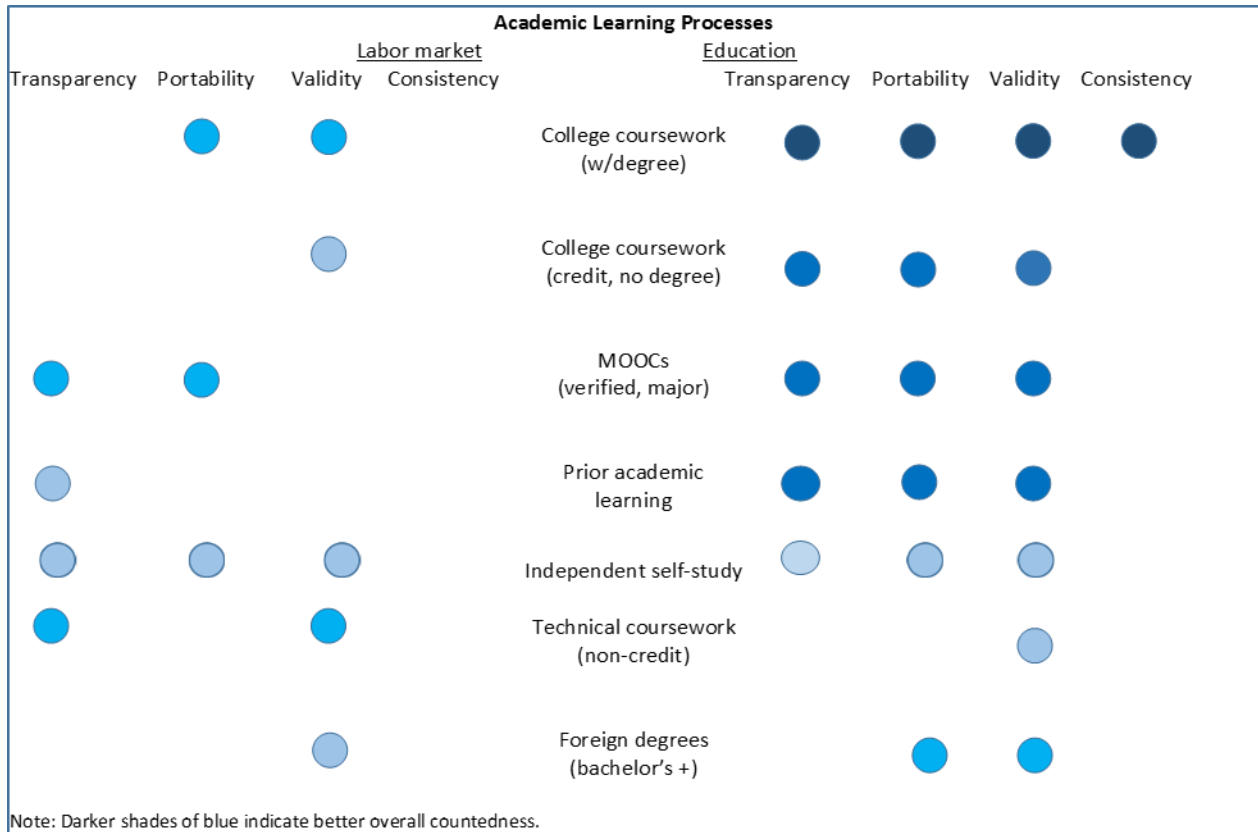 Academic Learning Processes
Labor market Education
Transparency Portability Validity Consistency Transparency Portability Validity Consistency
College coursework
(w/degree)
College coursework
(credit, no degree)
MOOCs
(verified, major)
Prior academic
learning
Independent self-study
Technical coursework
(non-credit)
Foreign degrees
(bachelor’s +)
Note: Darker shades of blue indicate better overall countedness.